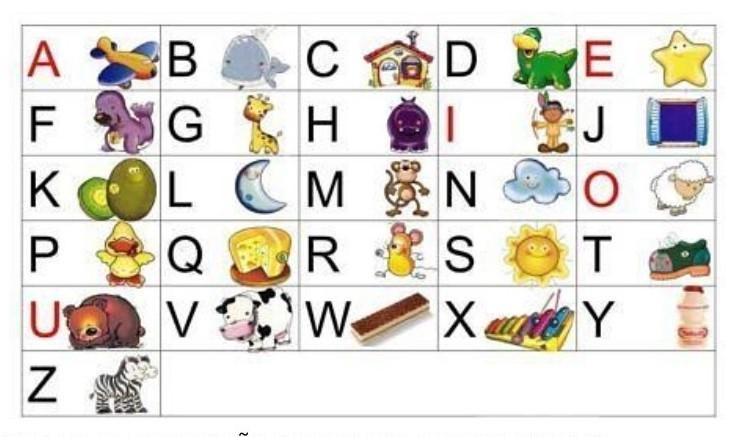 A B C D E
F G H I J
K L M N O
P Q R S T
U V W X Y
Z